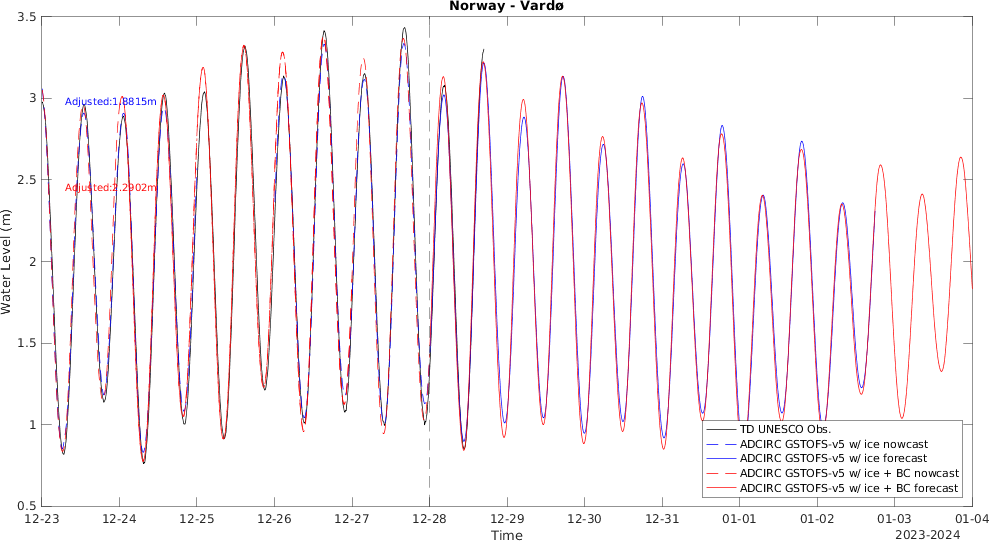 Norway - Vardø
3.5
3
2.5
2
1.5
1
0.5
Water Level (m)
Adjusted:1.8815m
Adjusted:2.2902m
TD UNESCO Obs.
ADCIRC GSTOFS-v5 w/ ice nowcast
ADCIRC GSTOFS-v5 w/ ice forecast
ADCIRC GSTOFS-v5 w/ ice + BC nowcast
ADCIRC GSTOFS-v5 w/ ice + BC forecast
12-23 12-24 12-25 12-26 12-27 12-28 12-29 12-30 12-31 01-01 01-02 01-03 01-04
Time
2023-2024